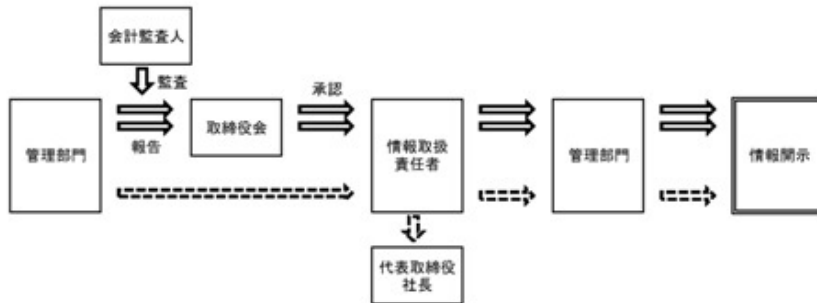 会計監査人
監査
承認
管理部門
報告
取締役会
情報取扱
責任者
管理部門
情報開示
代表取締役
社長